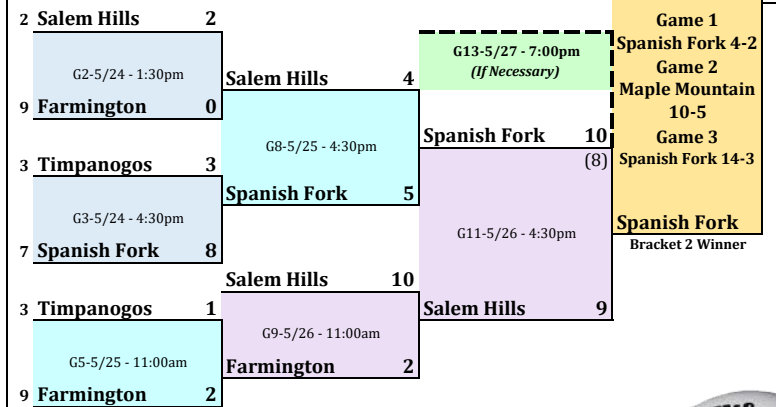 2 Salem Hills 2
G2-5/24 - 1:30pm
9 Farmington 0
3 Timpanogos 3
G3-5/24 - 4:30pm
7 Spanish Fork 8
3 Timpanogos 1
G5-5/25 - 11:00am
9 Farmington 2
Salem Hills 4
G8-5/25 - 4:30pm
Spanish Fork 5
Salem Hills 10
G9-5/26 - 11:00am
Farmington 2
G13-5/27 - 7:00pm
(If Necessary)
Spanish Fork 10
(8)
G11-5/26 - 4:30pm
Salem Hills 9
Game 1
Spanish Fork 4-2
Game 2
Maple Mountain
10-5
Game 3
Spanish Fork 14-3
Spanish Fork
Bracket 2 Winner